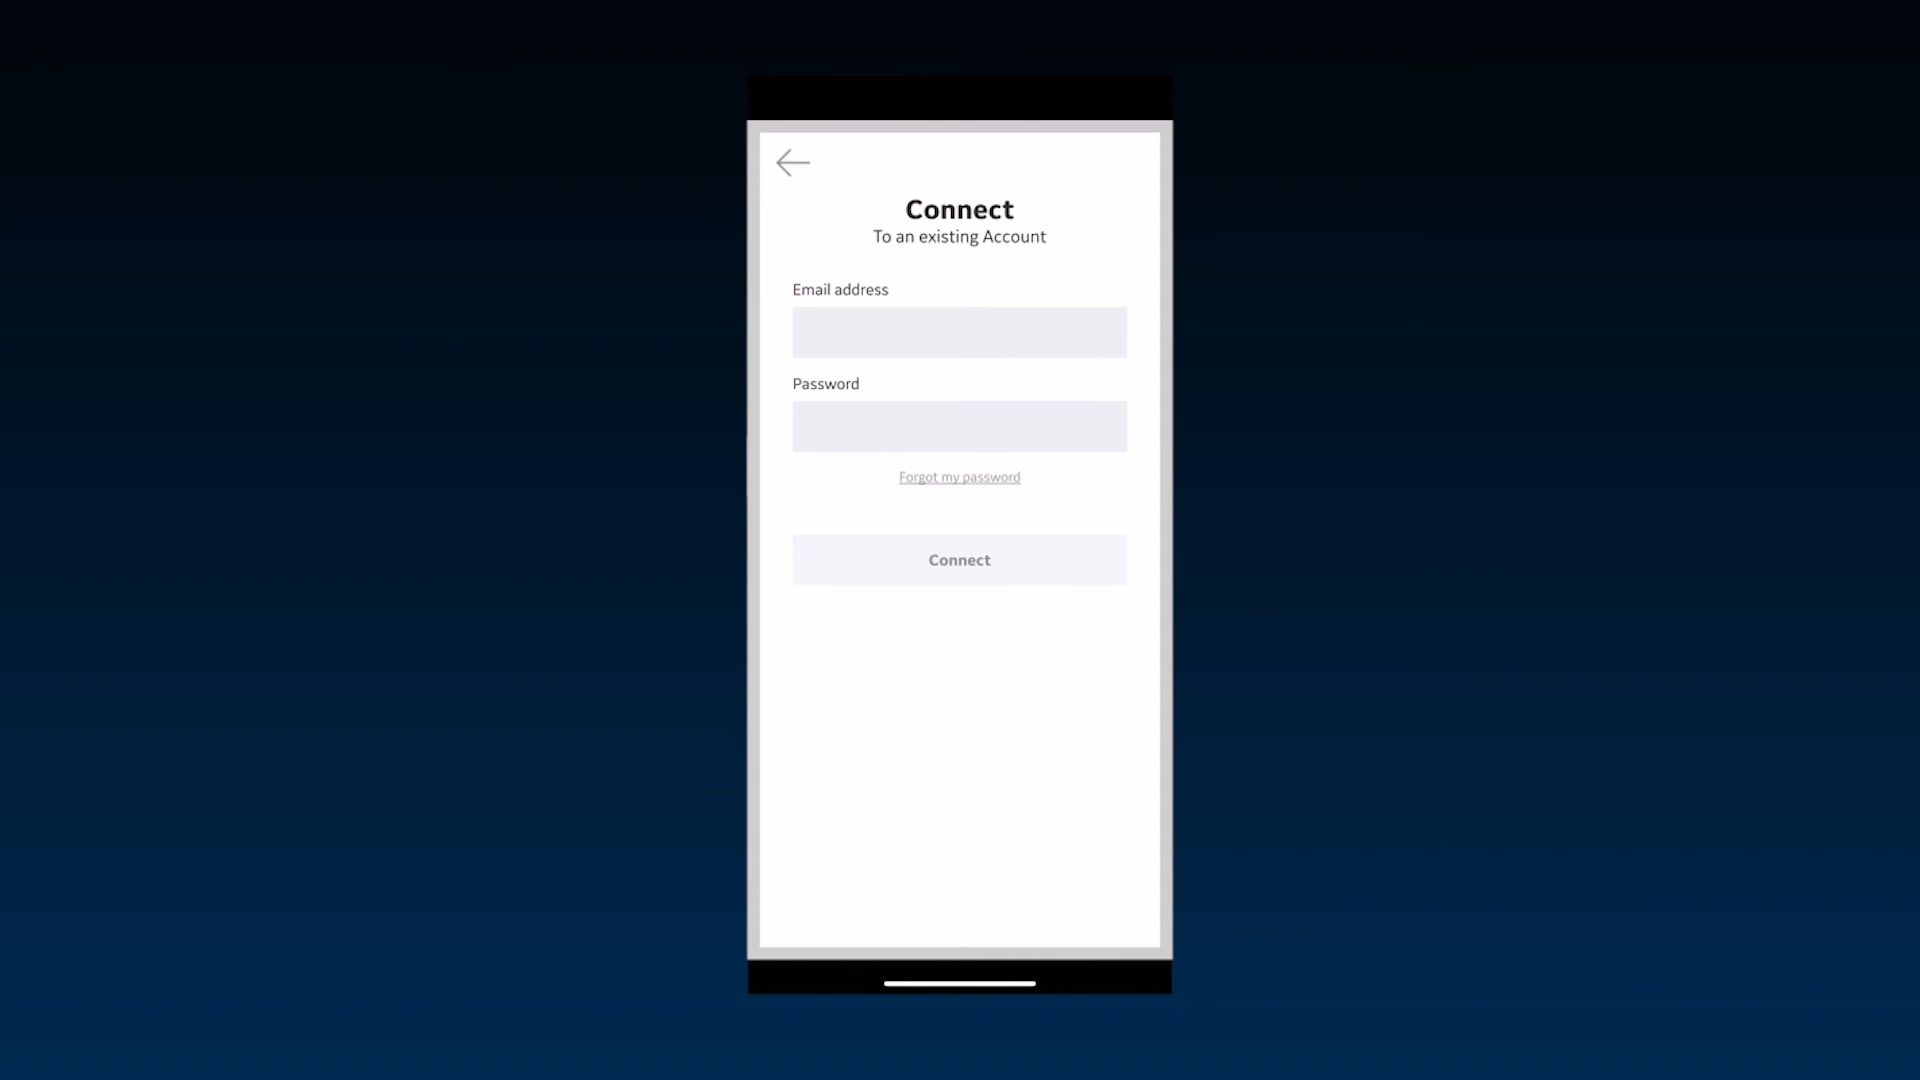 Connect
To an existing Account
Email address
Password
Forgot my password
Connect